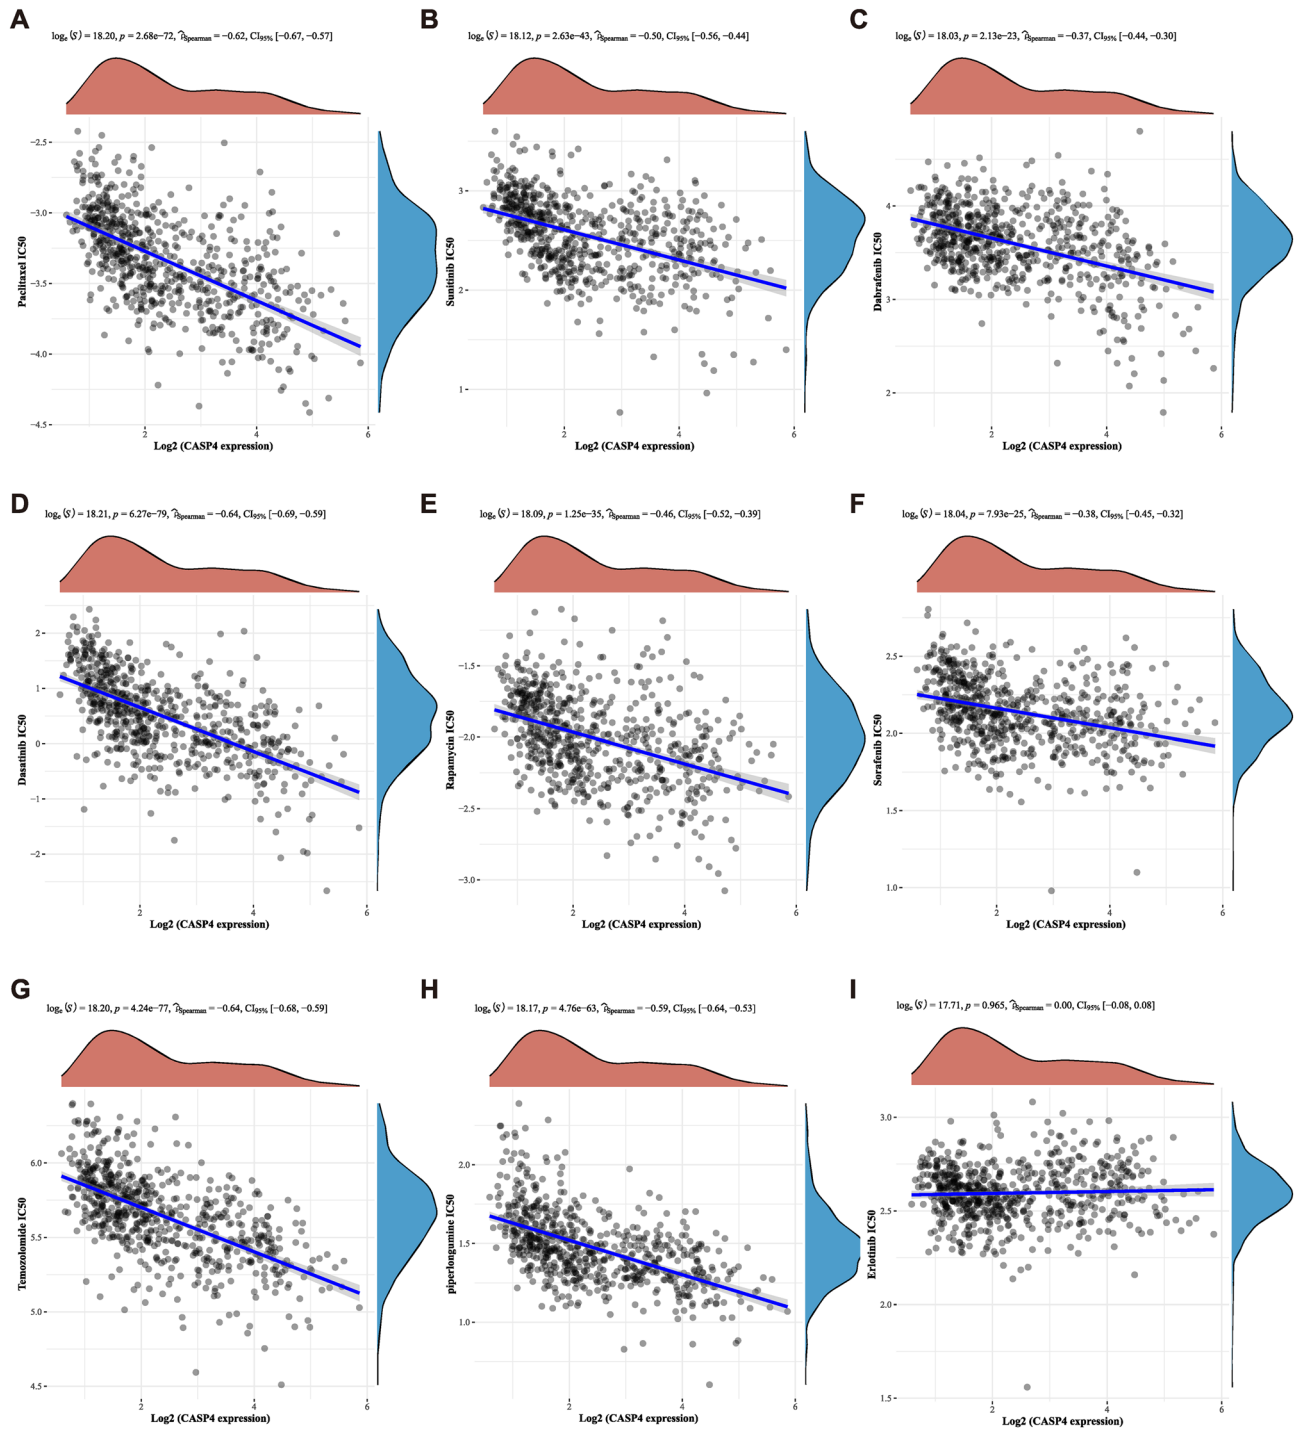 A
logₑ(S) = 18.20, p = 2.68e−72, ρ̂Spearman = −0.62, CI95% [−0.67, −0.57]
−2.5
−3.0
−3.5
−4.0
−4.5
Paclitaxel IC50
2
4
6
Log2 (CASP4 expression)
B
logₑ(S) = 18.12, p = 2.63e−43, ρ̂Spearman = −0.50, CI95% [−0.56, −0.44]
3
2
1
Sunitinib IC50
2
4
6
Log2 (CASP4 expression)
C
logₑ(S) = 18.03, p = 2.13e−23, ρ̂Spearman = −0.37, CI95% [−0.44, −0.30]
4
3
2
Dabrafenib IC50
2
4
6
Log2 (CASP4 expression)
D
logₑ(S) = 18.21, p = 6.27e−79, ρ̂Spearman = −0.64, CI95% [−0.69, −0.59]
2
1
0
−1
−2
Dasatinib IC50
2
4
6
Log2 (CASP4 expression)
E
logₑ(S) = 18.09, p = 1.25e−35, ρ̂Spearman = −0.46, CI95% [−0.52, −0.39]
−1.5
−2.0
−2.5
−3.0
Rapamycin IC50
2
4
6
Log2 (CASP4 expression)
F
logₑ(S) = 18.04, p = 7.93e−25, ρ̂Spearman = −0.38, CI95% [−0.45, −0.32]
2.5
2.0
1.5
1.0
Sorafenib IC50
2
4
6
Log2 (CASP4 expression)
G
logₑ(S) = 18.20, p = 4.24e−77, ρ̂Spearman = −0.64, CI95% [−0.68, −0.59]
6.0
5.5
5.0
4.5
Temozolomide IC50
2
4
6
Log2 (CASP4 expression)
H
logₑ(S) = 18.17, p = 4.76e−63, ρ̂Spearman = −0.59, CI95% [−0.64, −0.53]
2.0
1.5
1.0
piperlongumine IC50
2
4
6
Log2 (CASP4 expression)
I
logₑ(S) = 17.71, p = 0.965, ρ̂Spearman = 0.00, CI95% [−0.08, 0.08]
3.0
2.5
2.0
1.5
Erlotinib IC50
2
4
6
Log2 (CASP4 expression)